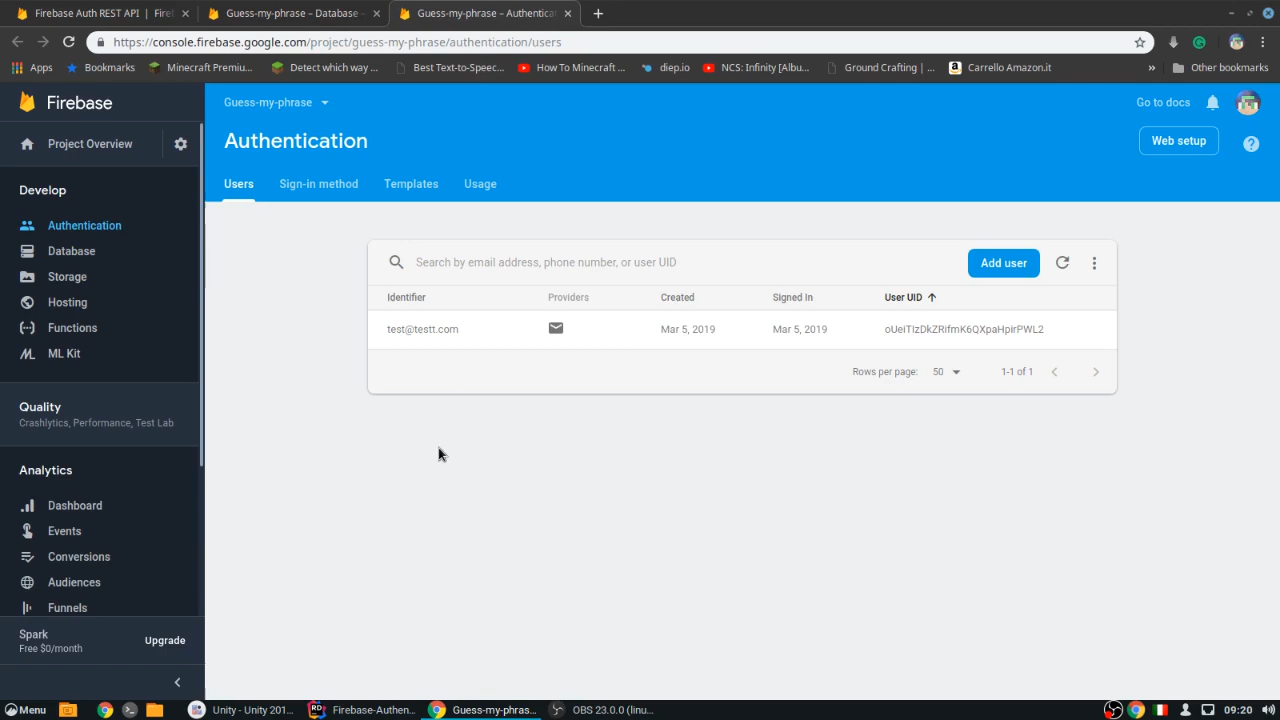 Firebase Auth REST API | Fire
Guess-my-phrase – Database –
Guess-my-phrase – Authentica
https://console.firebase.google.com/project/guess-my-phrase/authentication/users
Apps
Bookmarks
Minecraft Premiu...
Detect which way ...
Best Text-to-Speec...
How To Minecraft ...
diep.io
NCS: Infinity [Albu...
Ground Crafting | ...
Carrello Amazon.it
»
Other bookmarks
Firebase
Guess-my-phrase
Go to docs
Project Overview
Authentication
Web setup
Users
Sign-in method
Templates
Usage
Develop
Authentication
Database
Storage
Hosting
Functions
ML Kit
Quality
Crashlytics, Performance, Test Lab
Analytics
Dashboard
Events
Conversions
Audiences
Funnels
Spark
Free $0/month
Upgrade
Search by email address, phone number, or user UID
Add user
Identifier Providers Created Signed In User UID
test@testt.com Mar 5, 2019 Mar 5, 2019 oUeiTIzDkZRifmK6QXpaHpirPWL2
Rows per page: 50 1-1 of 1
Menu
Unity - Unity 201...
Firebase-Authen...
Guess-my-phras...
OBS 23.0.0 (linu...
09:20